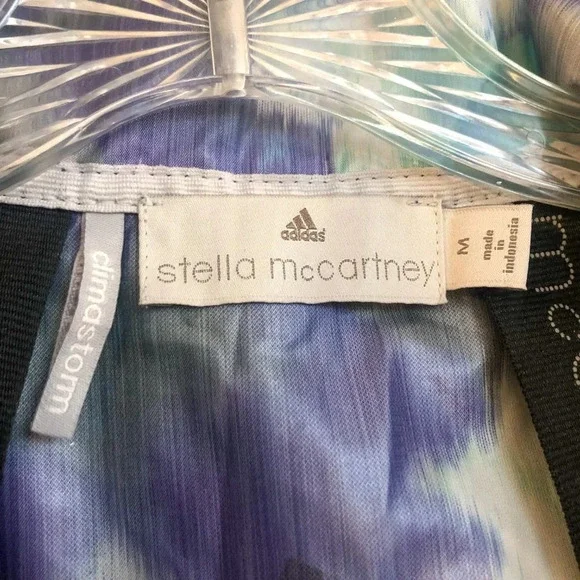 adidas
stella mccartney
M
made
in
indonesia
climastorm